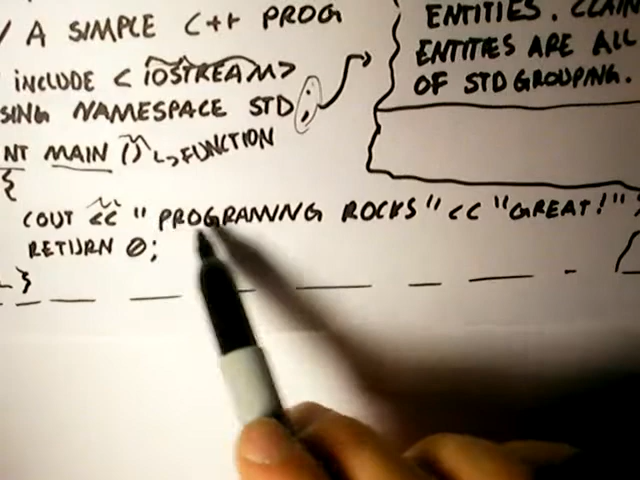 / A SIMPLE C++ PROG
INCLUDE <IOSTREAM>
SING NAMESPACE STD;
NT MAIN () ↳ FUNCTION
{
COUT << "PROGRAMING ROCKS" << "GREAT!";
RETURN 0;
}
ENTITIES. CLAI
ENTITIES ARE ALL
OF STD GROUPING.